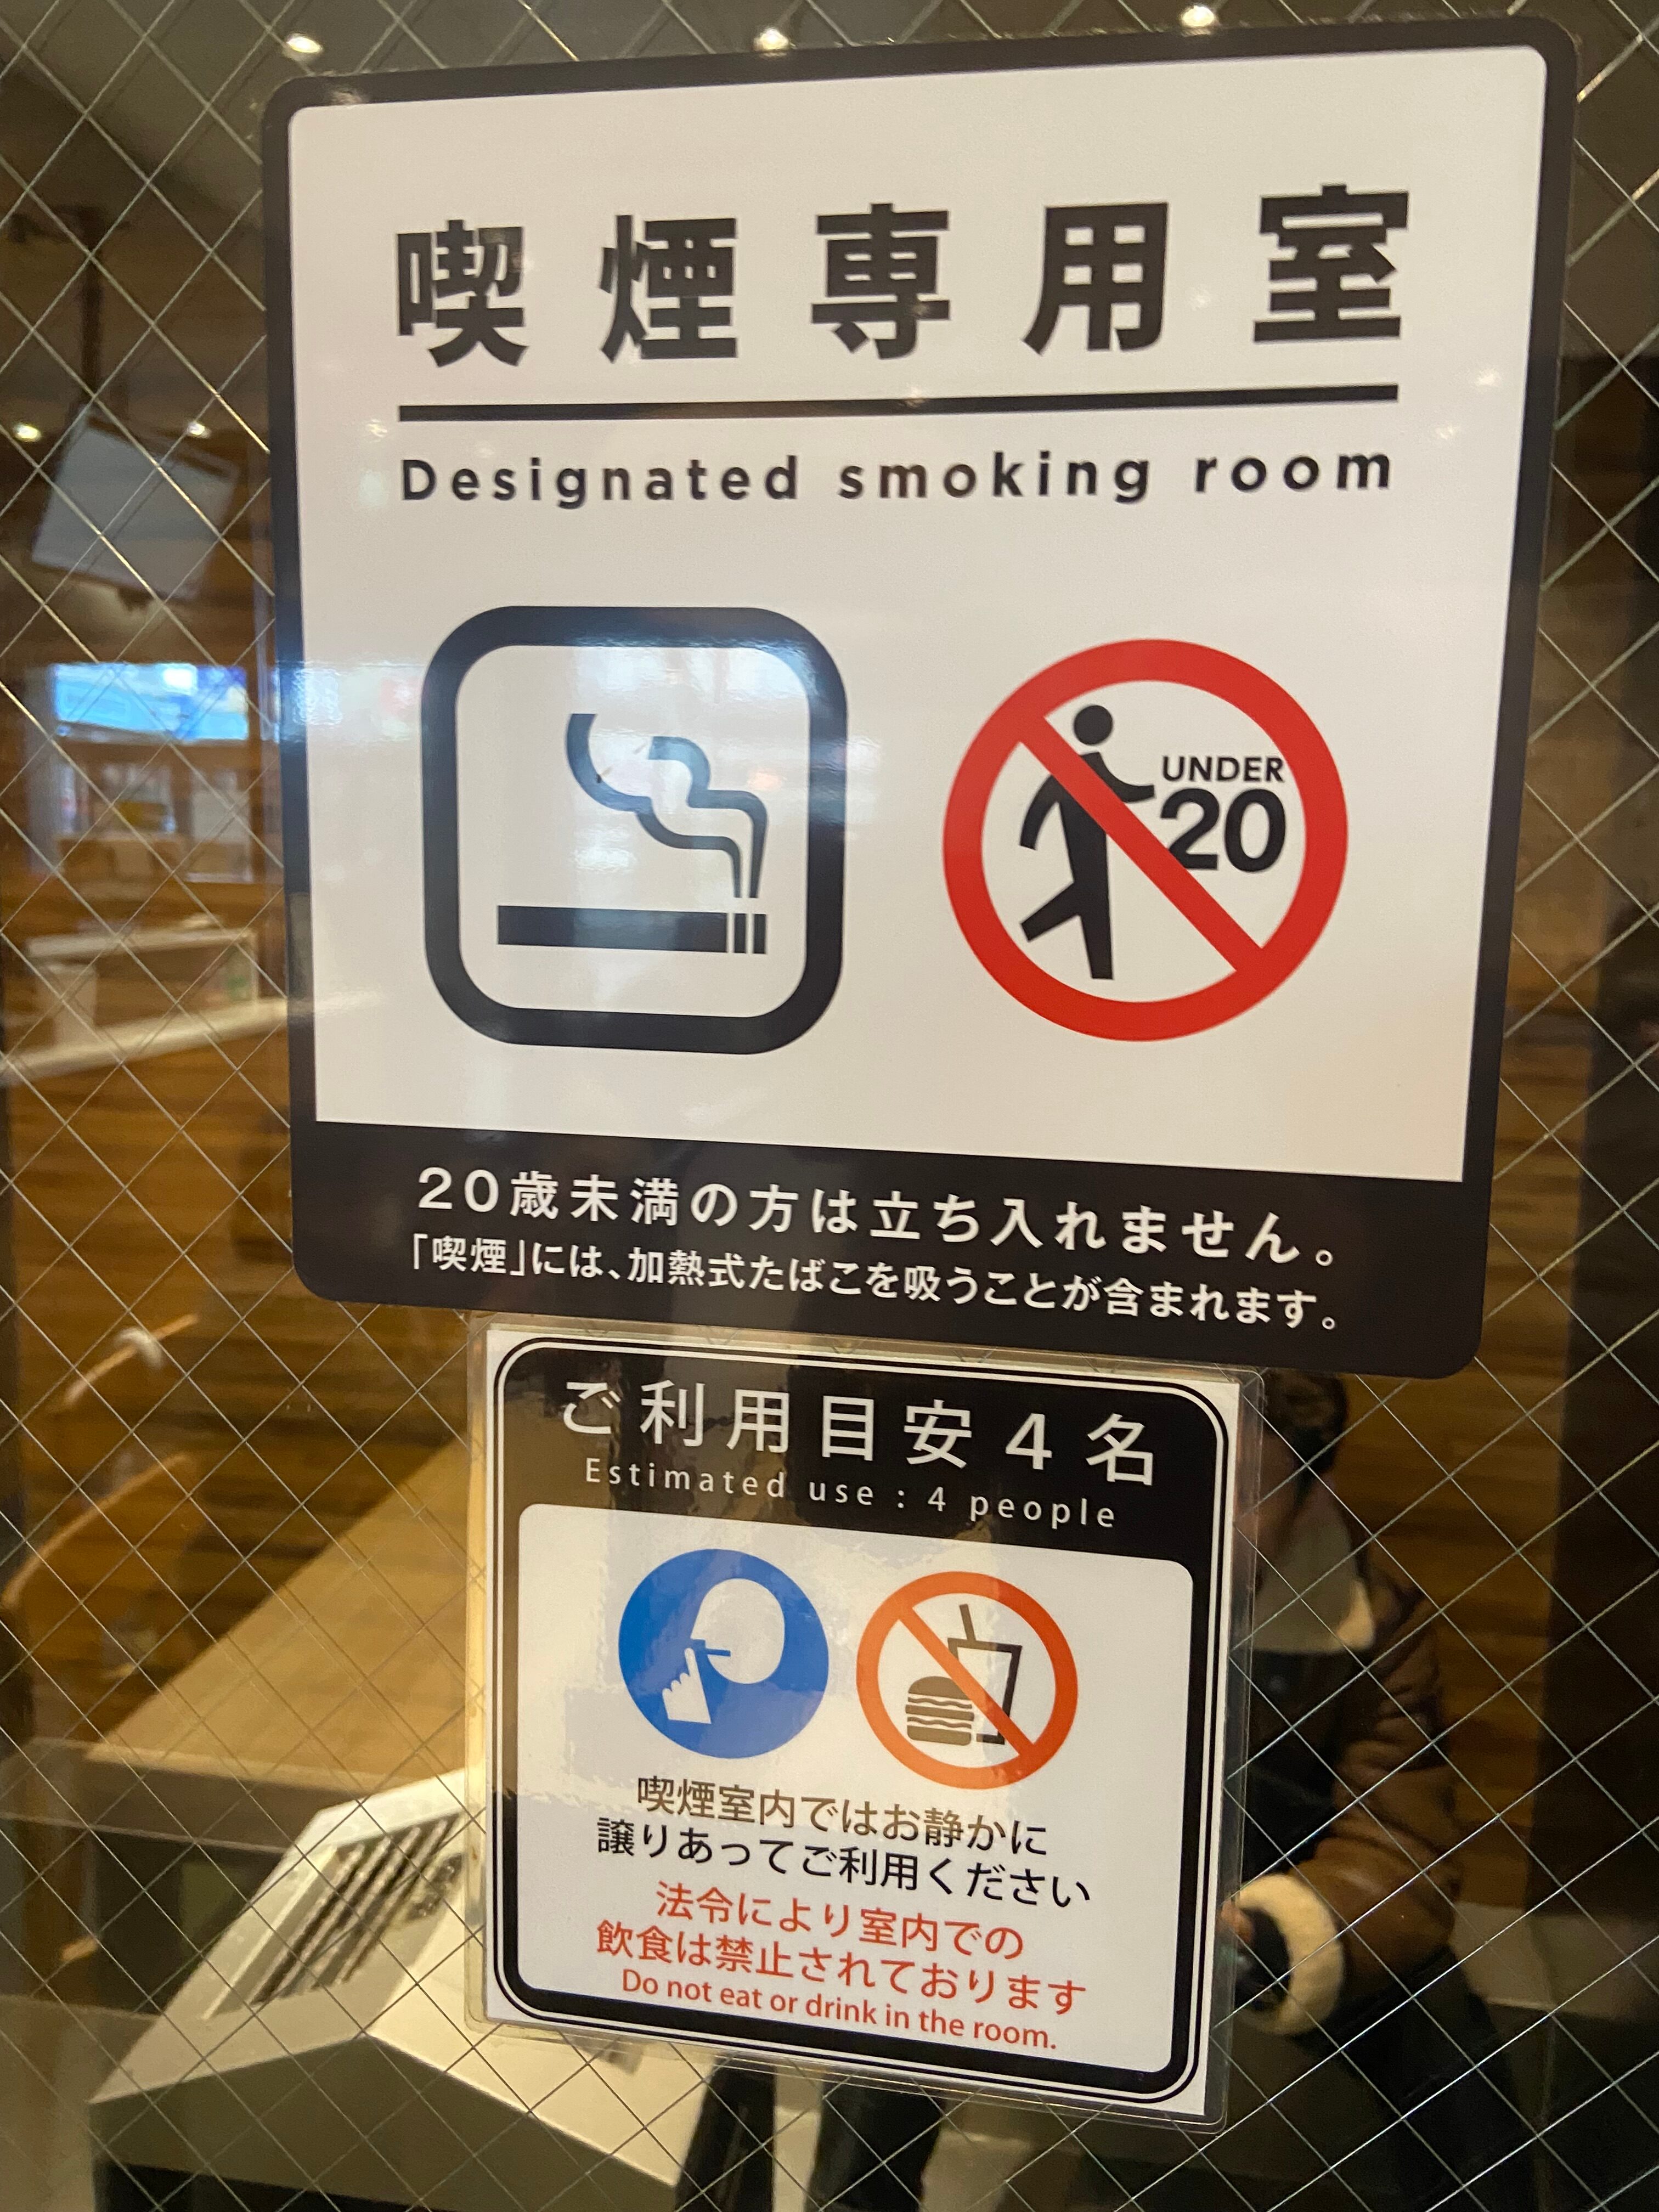 喫煙専用室
Designated smoking room
UNDER
20
20歳未満の方は立ち入れません。
「喫煙」には、加熱式たばこを吸うことが含まれます。
ご利用目安4名
Estimated use : 4 people
喫煙室内ではお静かに
譲りあってご利用ください
法令により室内での
飲食は禁止されております
Do not eat or drink in the room.